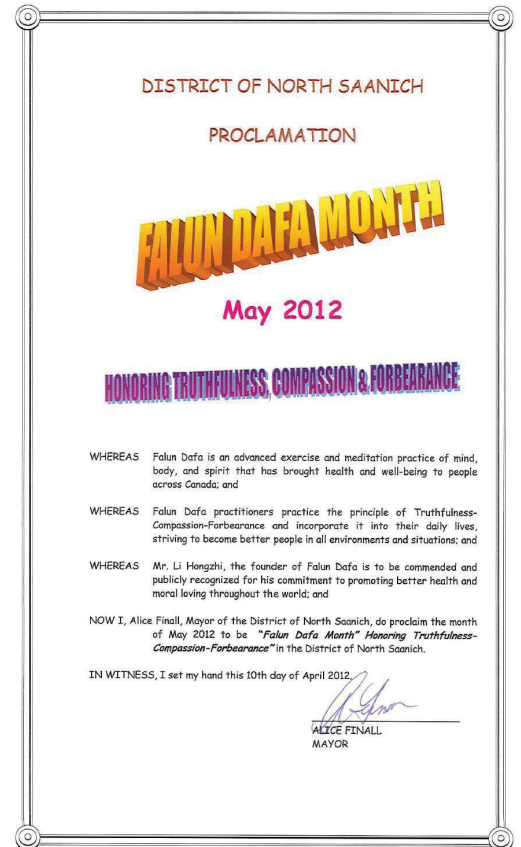 DISTRICT OF NORTH SAANICH
PROCLAMATION
FALUN DAFA MONTH
May 2012
HONORING TRUTHFULNESS, COMPASSION & FORBEARANCE
WHEREAS Falun Dafa is an advanced exercise and meditation practice of mind,
body, and spirit that has brought health and well-being to people
across Canada; and
WHEREAS Falun Dafa practitioners practice the principle of Truthfulness-
Compassion-Forbearance and incorporate it into their daily lives,
striving to become better people in all environments and situations; and
WHEREAS Mr. Li Hongzhi, the founder of Falun Dafa is to be commended and
publicly recognized for his commitment to promoting better health and
moral loving throughout the world; and
NOW I, Alice Finall, Mayor of the District of North Saanich, do proclaim the month
of May 2012 to be "Falun Dafa Month" Honoring Truthfulness-
Compassion-Forbearance" in the District of North Saanich.
IN WITNESS, I set my hand this 10th day of April 2012.
ALICE FINALL
MAYOR